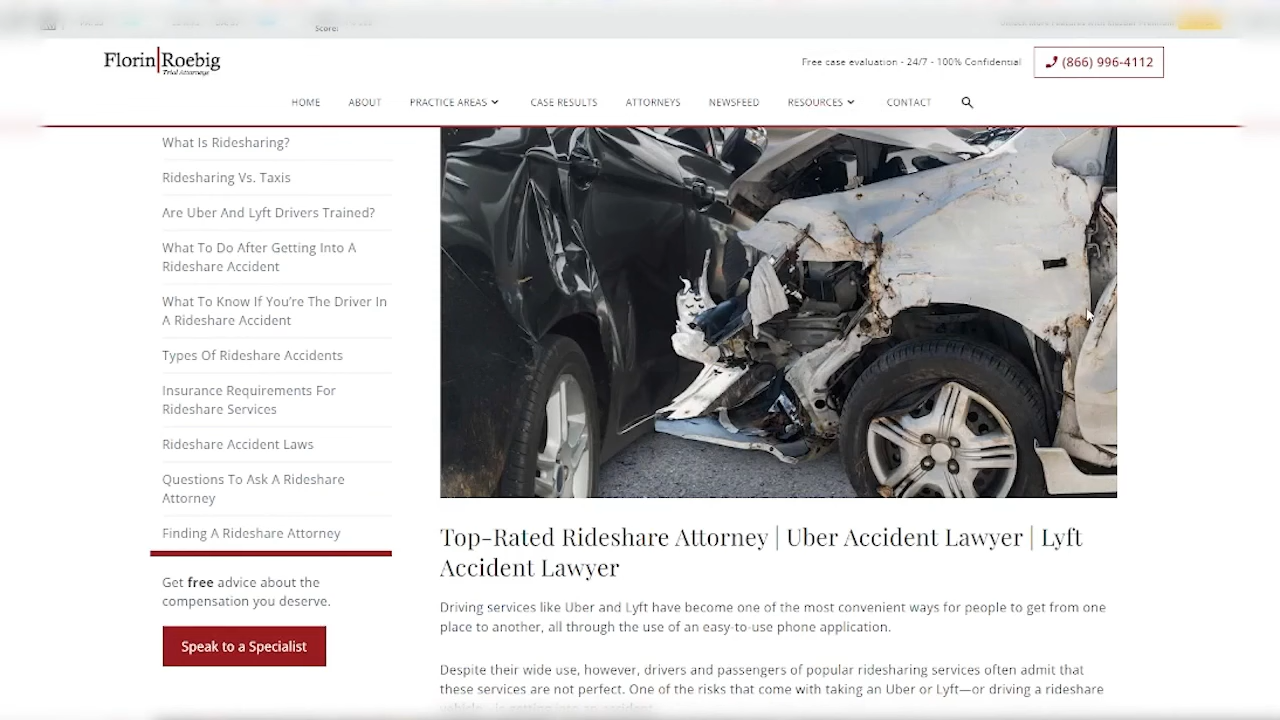 Score:
Florin|Roebig
Trial Attorneys
Free case evaluation - 24/7 - 100% Confidential
(866) 996-4112
HOME
ABOUT
PRACTICE AREAS
CASE RESULTS
ATTORNEYS
NEWSFEED
RESOURCES
CONTACT
What Is Ridesharing?
Ridesharing Vs. Taxis
Are Uber And Lyft Drivers Trained?
What To Do After Getting Into A
Rideshare Accident
What To Know If You’re The Driver In
A Rideshare Accident
Types Of Rideshare Accidents
Insurance Requirements For
Rideshare Services
Rideshare Accident Laws
Questions To Ask A Rideshare
Attorney
Finding A Rideshare Attorney
Get free advice about the
compensation you deserve.
Speak to a Specialist
Top-Rated Rideshare Attorney | Uber Accident Lawyer | Lyft
Accident Lawyer
Driving services like Uber and Lyft have become one of the most convenient ways for people to get from one
place to another, all through the use of an easy-to-use phone application.
Despite their wide use, however, drivers and passengers of popular ridesharing services often admit that
these services are not perfect. One of the risks that come with taking an Uber or Lyft—or driving a rideshare